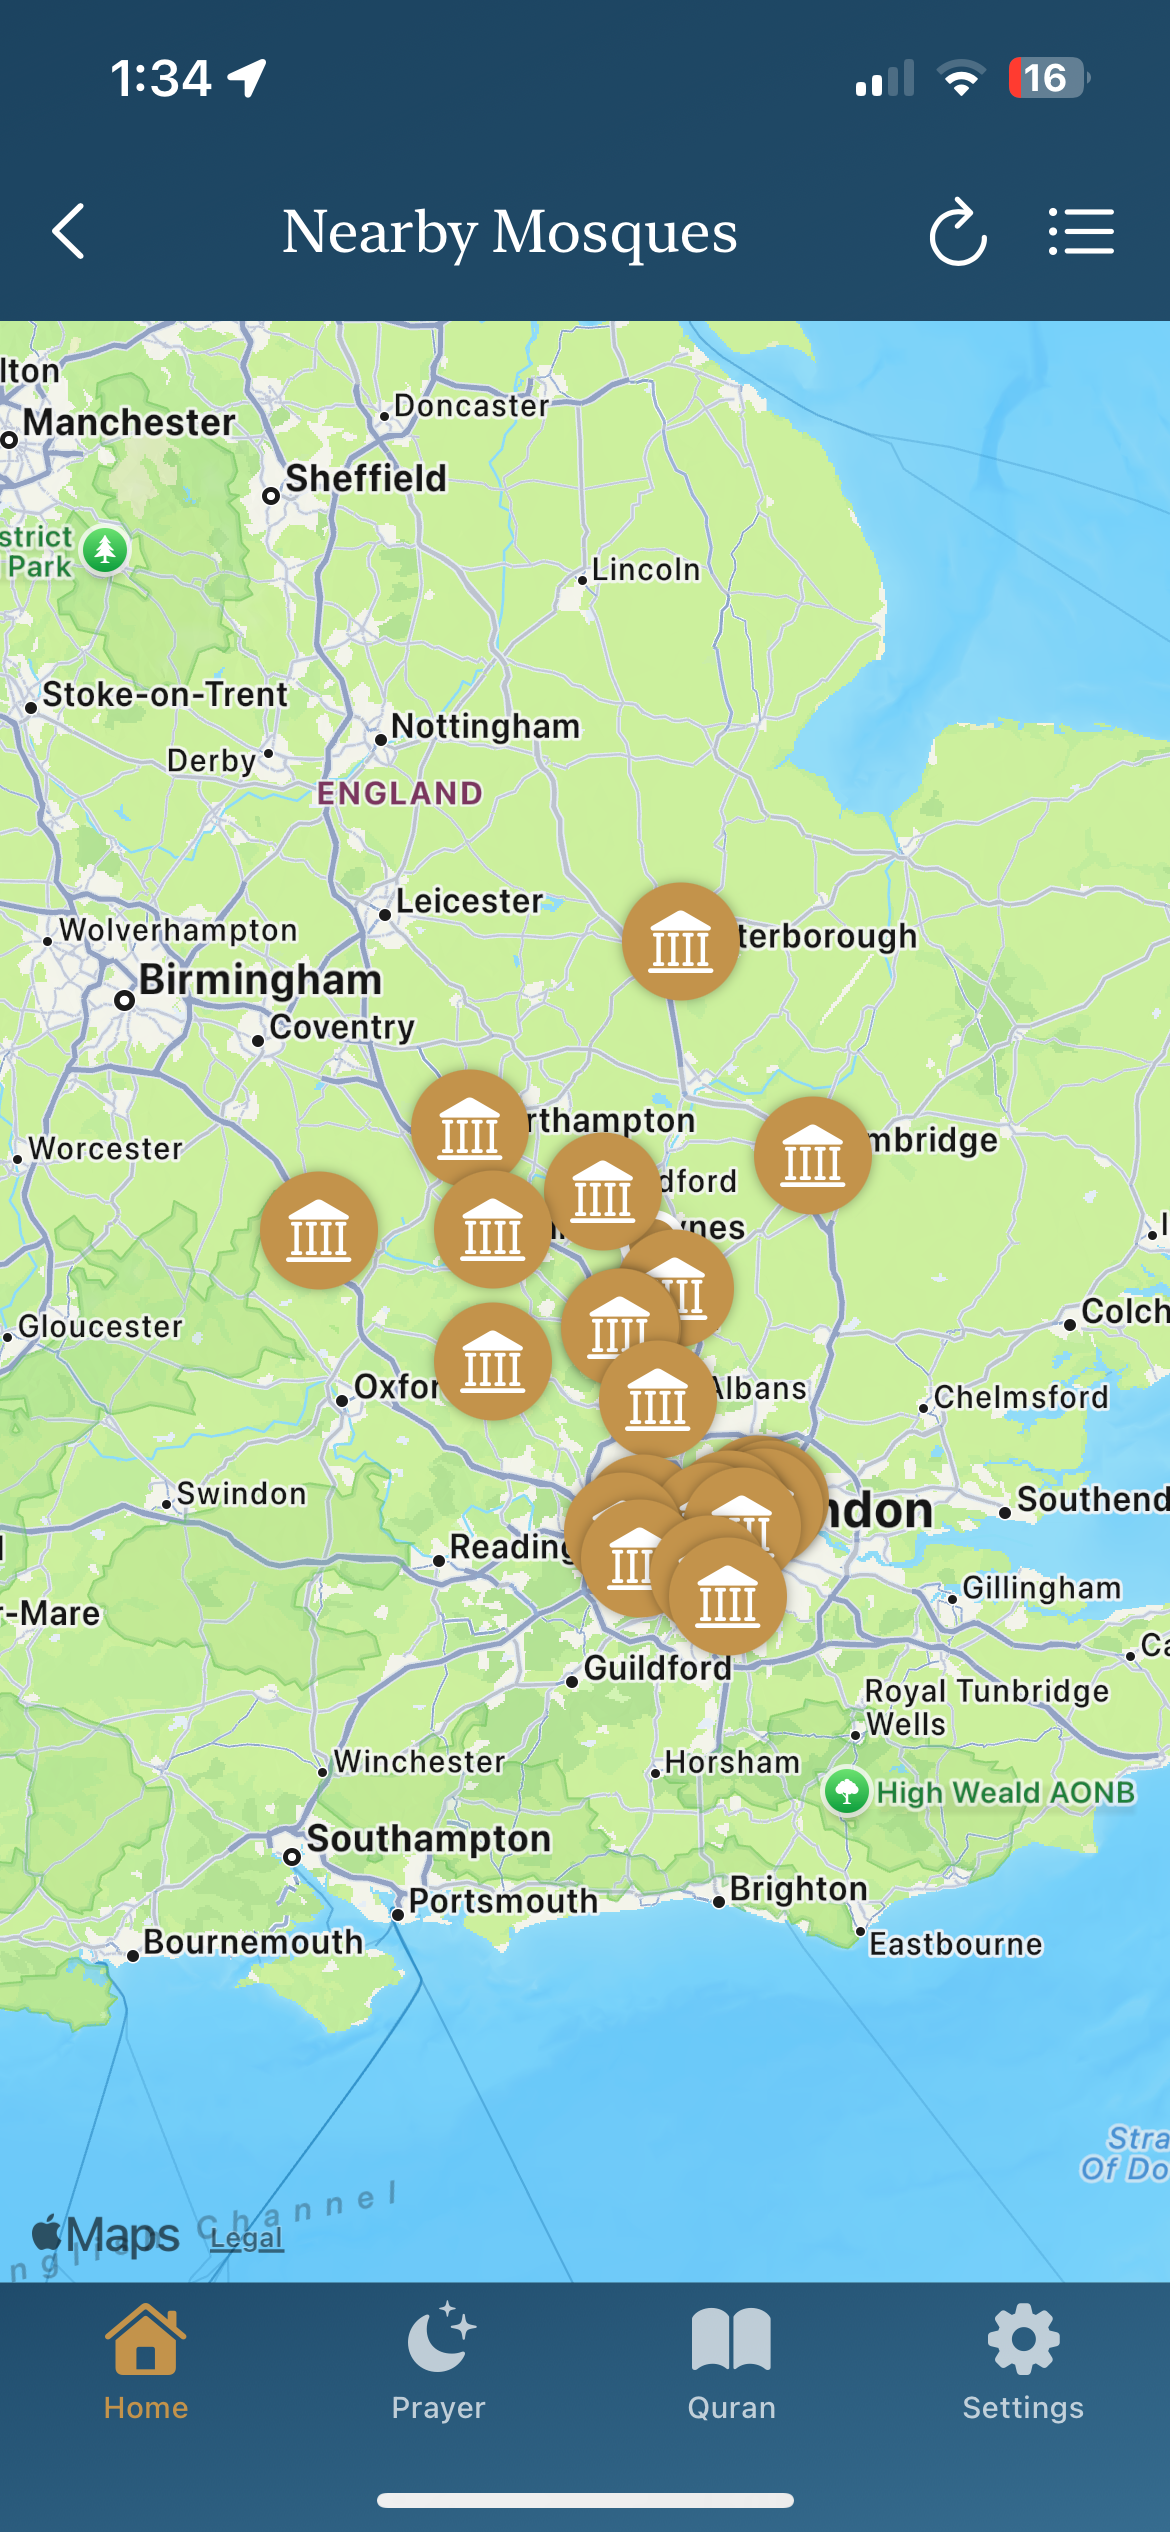 1:34
16
Nearby Mosques
lton
Manchester
Doncaster
Sheffield
strict
Park
Lincoln
Stoke-on-Trent
Nottingham
Derby
ENGLAND
Leicester
Wolverhampton
terborough
Birmingham
Coventry
rthampton
Worcester
mbridge
dford
ynes
Gloucester
Colch
Oxfor
Albans
Chelmsford
Swindon
ndon
Southend
Reading
Gillingham
r-Mare
Ca
Guildford
Royal Tunbridge
Wells
Winchester
Horsham
High Weald AONB
Southampton
Brighton
Portsmouth
Bournemouth
Eastbourne
Stra
Of Do
nglish Channel
Maps
Legal
Home
Prayer
Quran
Settings